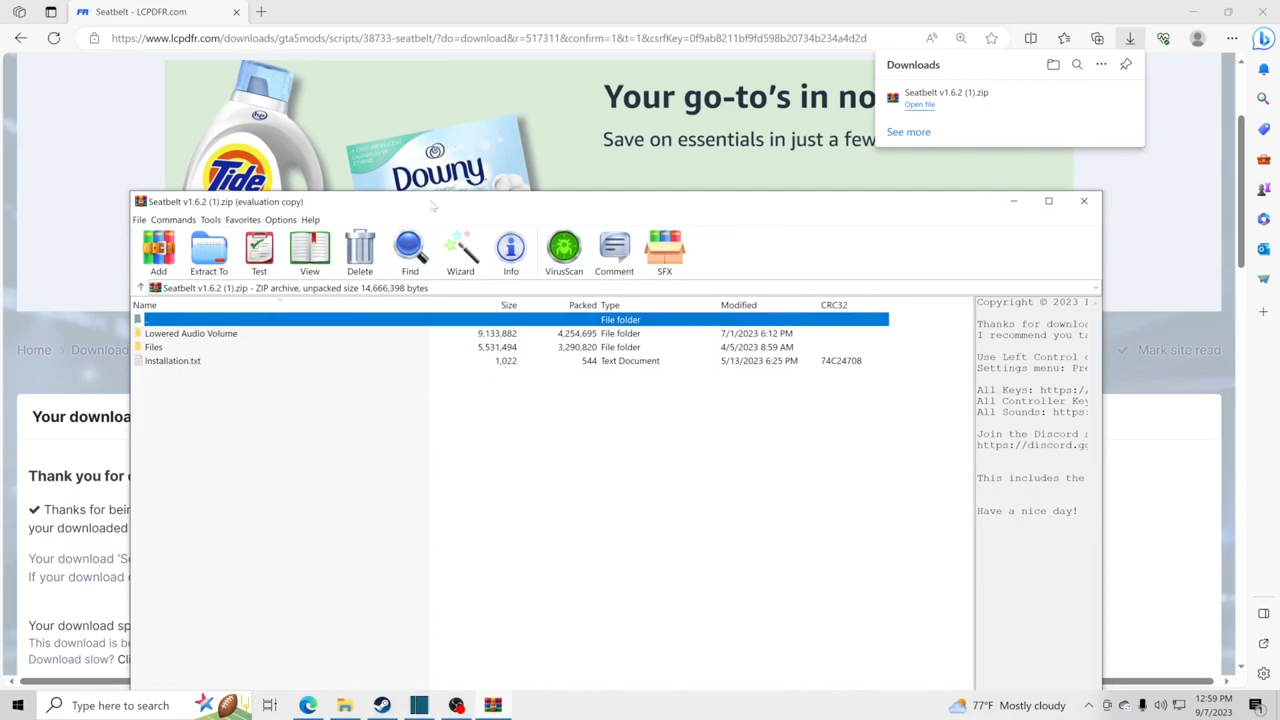 Seatbelt - LCPDFR.com
https://www.lcpdfr.com/downloads/gta5mods/scripts/38733-seatbelt/?do=download&r=517311&confirm=1&t=1&csrfKey=0f9ab8211bf9fd598b20734b234a4d2d
Downloads
Seatbelt v1.6.2 (1).zip
Open file
See more
Your go-to's in no
Save on essentials in just a few
hp
Tide
Downy
Seatbelt v1.6.2 (1).zip (evaluation copy)
File Commands Tools Favorites Options Help
Add Extract To Test View Delete Find Wizard Info VirusScan Comment SFX
Seatbelt v1.6.2 (1).zip - ZIP archive, unpacked size 14,666,398 bytes
Name Size Packed Type Modified CRC32
.. File folder
Lowered Audio Volume 9,133,882 4,254,695 File folder 7/1/2023 6:12 PM
Files 5,531,494 3,290,820 File folder 4/5/2023 8:59 AM
Installation.txt 1,022 544 Text Document 5/13/2023 6:25 PM 74C24708
Copyright © 2023
Thanks for downloa
I recommend you ta
Use Left Control
Settings menu: Pre
All Keys: https:/
All Controller Key
All Sounds: https:
Join the Discord
https://discord.g
This includes the
Have a nice day!
Home Download
Mark site read
Your downloa
Thank you for
Thanks for bein
your downloaded
Your download 'Se
If your download
Your download sp
This download is be
Download slow? Cli
Type here to search
77°F Mostly cloudy
12:59 PM
9/7/2023